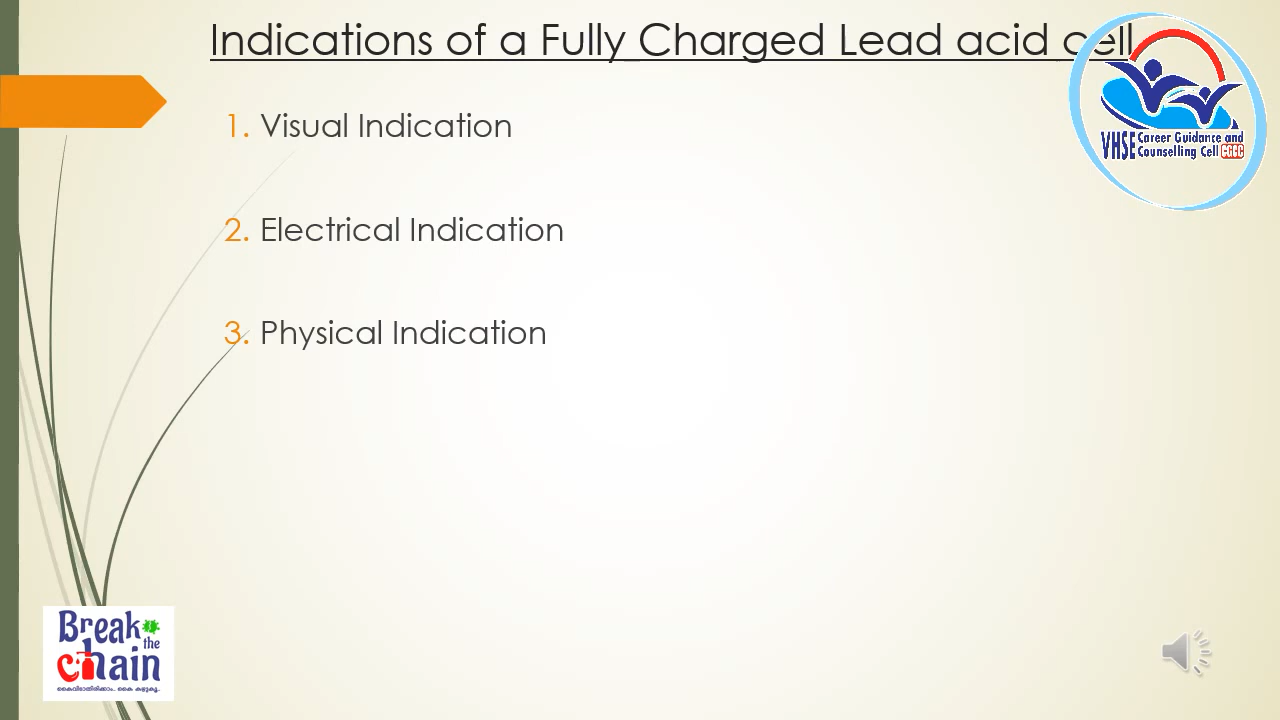 Indications of a Fully Charged Lead acid cell
1. Visual Indication
2. Electrical Indication
3. Physical Indication
VHSE Career Guidance and
Counselling Cell CGCC
Break
the
chain
കൈവിടാതിരിക്കാം.. കൈ കഴുകൂ..